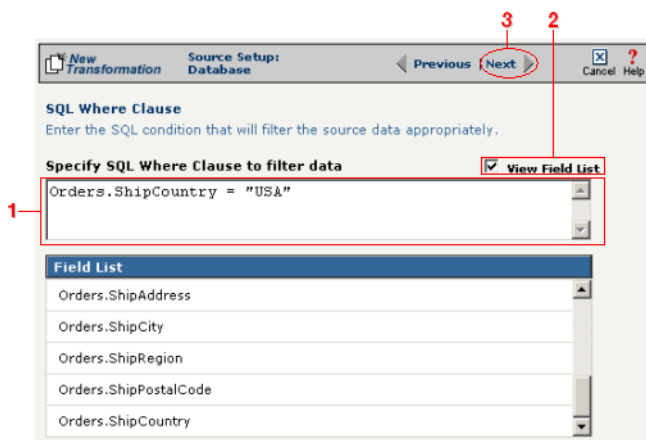 3 2
New Transformation Source Setup: Database Previous Next Cancel Help
SQL Where Clause
Enter the SQL condition that will filter the source data appropriately.
Specify SQL Where Clause to filter data View Field List
1
Orders.ShipCountry = "USA"
Field List
Orders.ShipAddress
Orders.ShipCity
Orders.ShipRegion
Orders.ShipPostalCode
Orders.ShipCountry